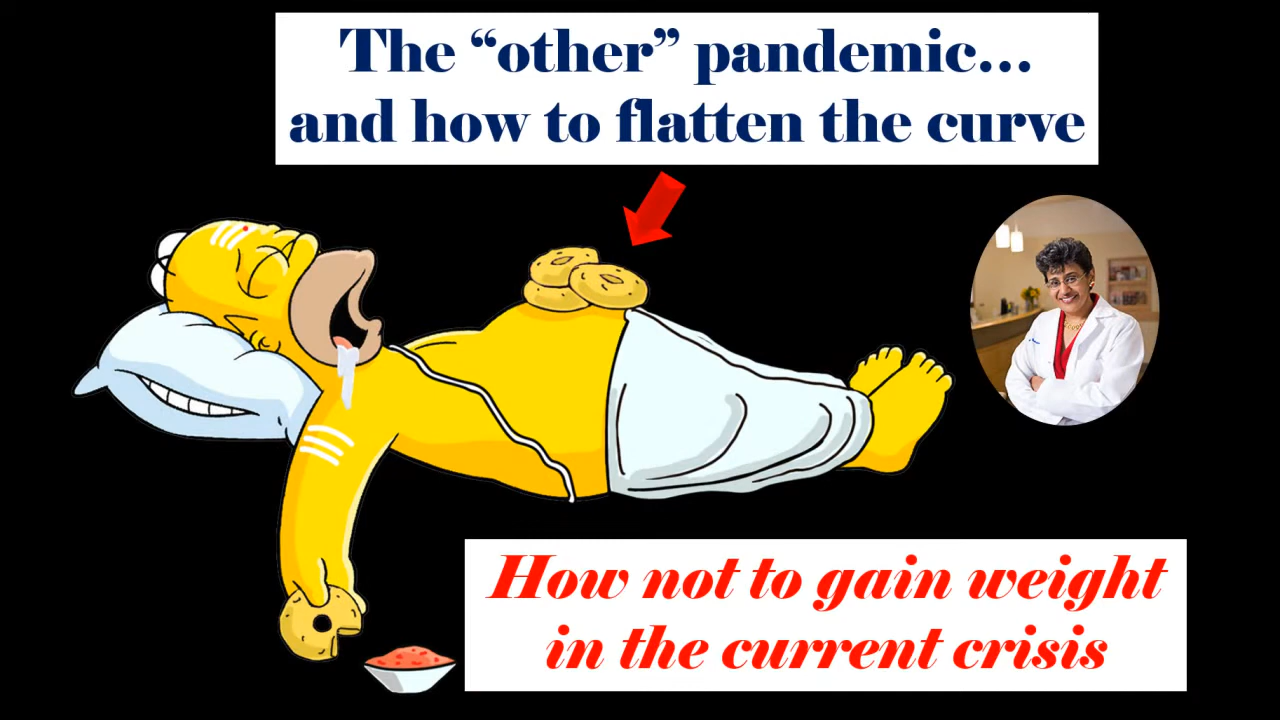 The “other” pandemic...
and how to flatten the curve
How not to gain weight
in the current crisis